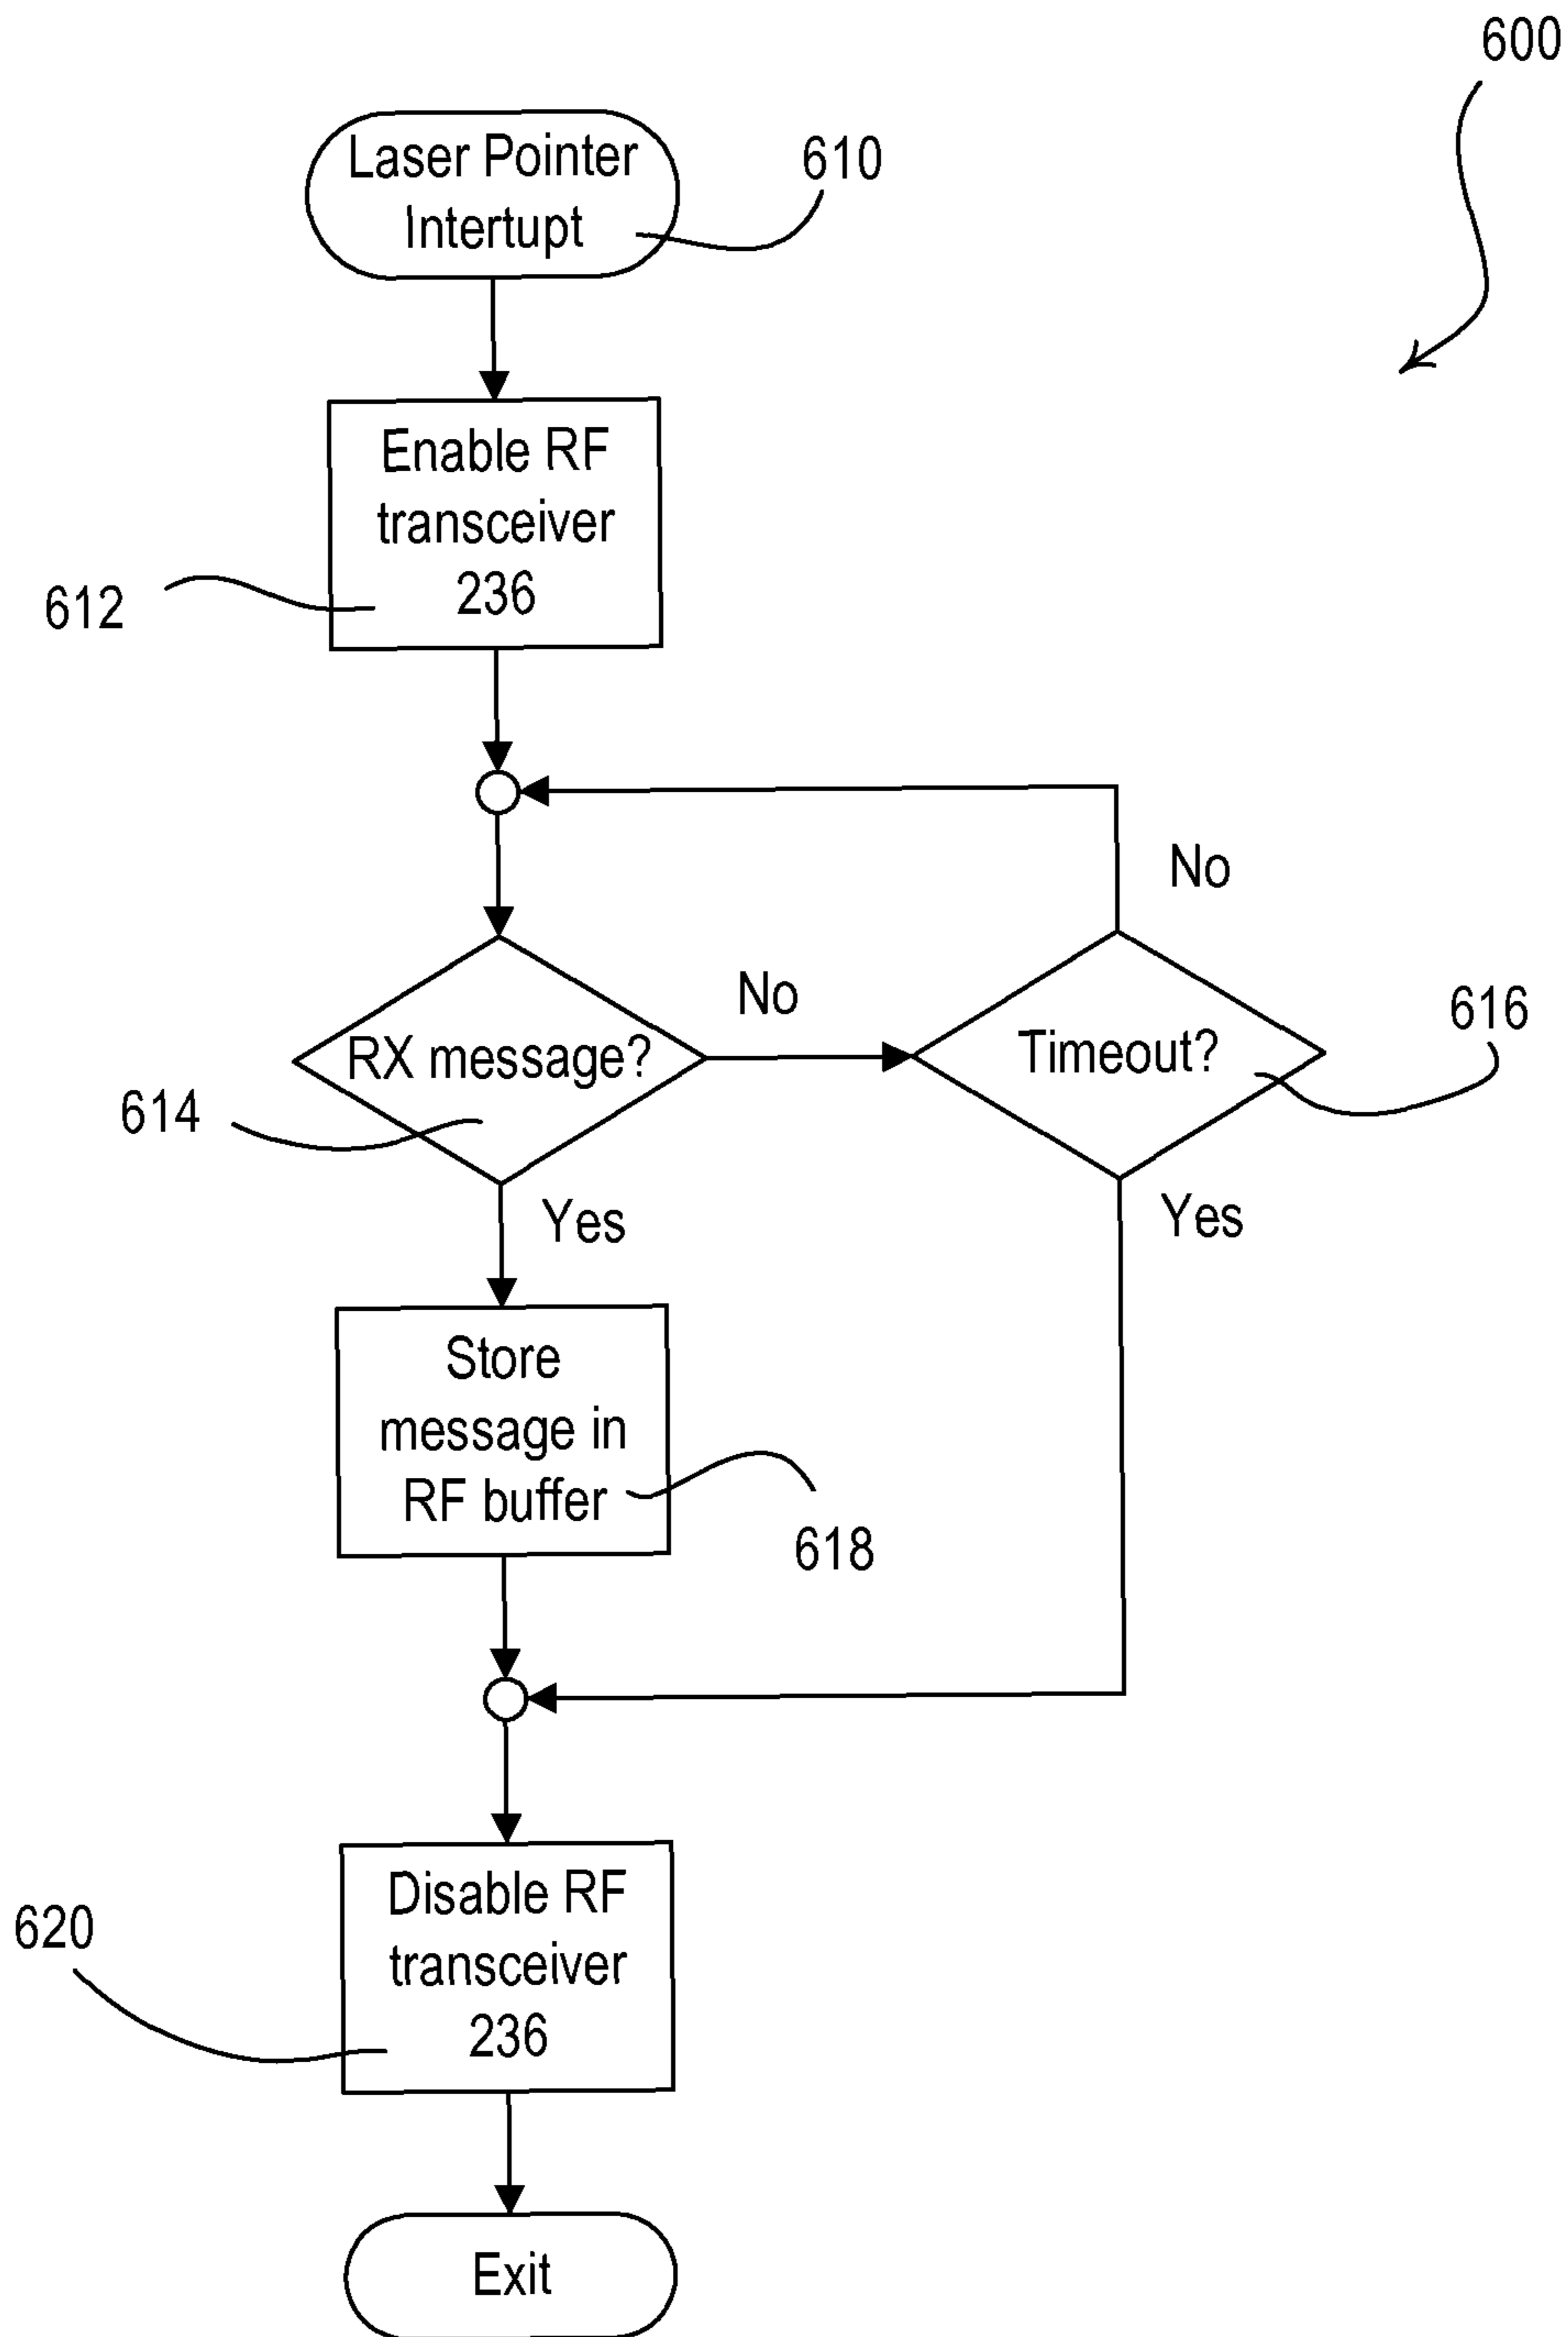 600
Laser Pointer
Intertupt
610
Enable RF
transceiver
236
612
No
RX message?
No
Timeout?
616
614
Yes
Yes
Store
message in
RF buffer
618
Disable RF
transceiver
236
620
Exit